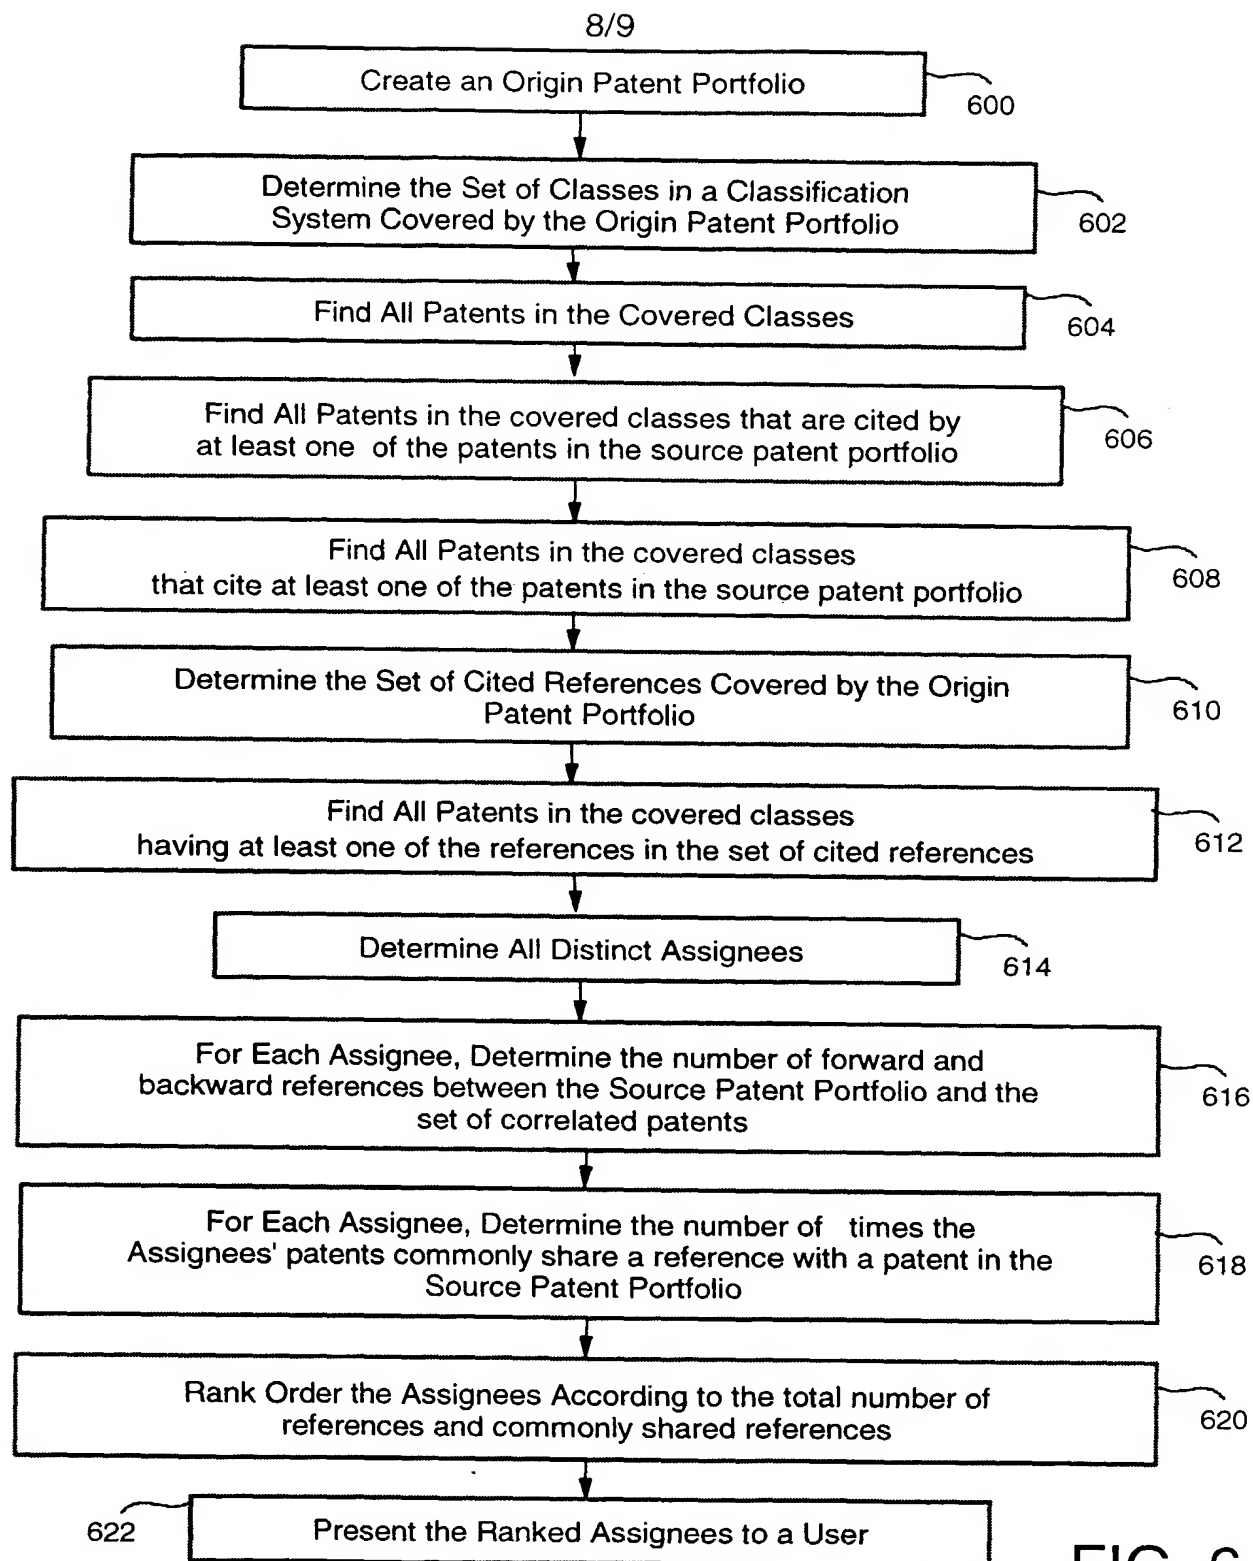 8/9
Create an Origin Patent Portfolio
600
Determine the Set of Classes in a Classification
System Covered by the Origin Patent Portfolio
602
Find All Patents in the Covered Classes
604
Find All Patents in the covered classes that are cited by
at least one of the patents in the source patent portfolio
606
Find All Patents in the covered classes
that cite at least one of the patents in the source patent portfolio
608
Determine the Set of Cited References Covered by the Origin
Patent Portfolio
610
Find All Patents in the covered classes
having at least one of the references in the set of cited references
612
Determine All Distinct Assignees
614
For Each Assignee, Determine the number of forward and
backward references between the Source Patent Portfolio and the
set of correlated patents
616
For Each Assignee, Determine the number of times the
Assignees' patents commonly share a reference with a patent in the
Source Patent Portfolio
618
Rank Order the Assignees According to the total number of
references and commonly shared references
620
622
Present the Ranked Assignees to a User
FIG. 6